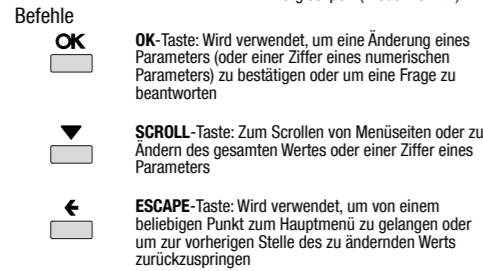 Befehle
OK
OK-Taste: Wird verwendet, um eine Änderung eines
Parameters (oder einer Ziffer eines numerischen
Parameters) zu bestätigen oder um eine Frage zu
beantworten
SCROLL-Taste: Zum Scrollen von Menüseiten oder zu
Ändern des gesamten Wertes oder einer Ziffer eines
Parameters
ESCAPE-Taste: Wird verwendet, um von einem
beliebigen Punkt zum Hauptmenü zu gelangen oder
um zur vorherigen Stelle des zu ändernden Werts
zurückzuspringen